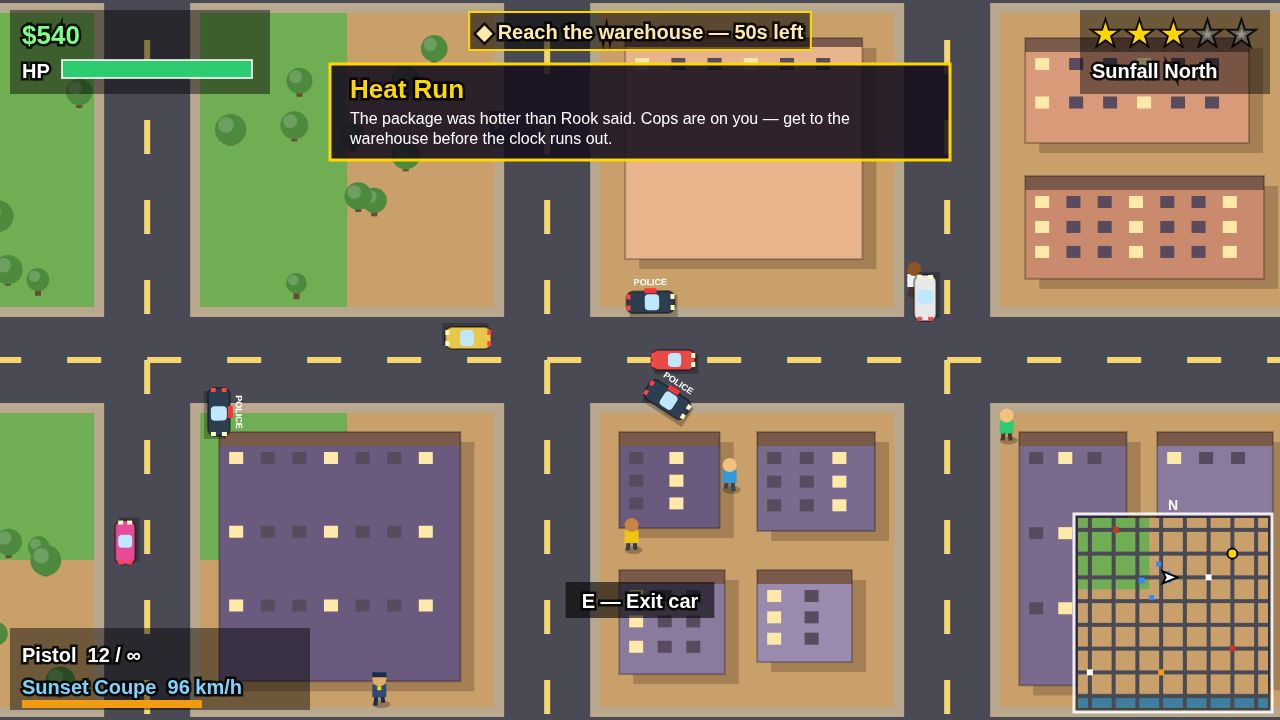 $540
HP
◆ Reach the warehouse — 50s left
Sunfall North
Heat Run
The package was hotter than Rook said. Cops are on you — get to the
warehouse before the clock runs out.
POLICE
POLICE
POLICE
E — Exit car
N
Pistol 12 / ∞
Sunset Coupe 96 km/h